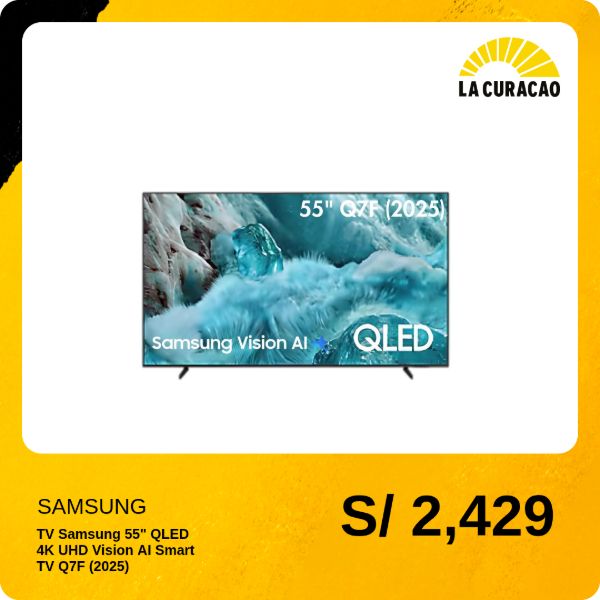 LA CURACAO
55" Q7F (2025)
Samsung Vision AI
QLED
SAMSUNG
S/ 2,429
TV Samsung 55" QLED
4K UHD Vision AI Smart
TV Q7F (2025)